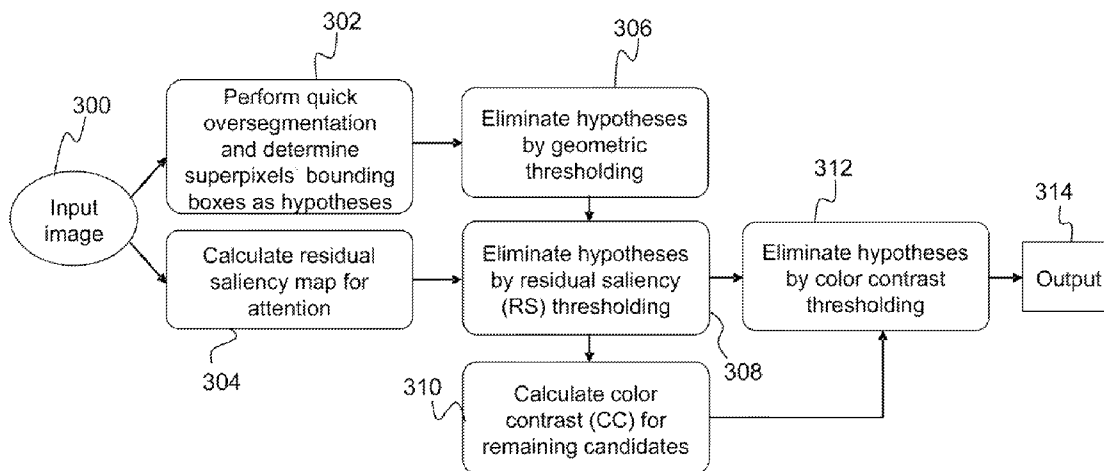 302
Perform quick
oversegmentation
and determine
superpixels' bounding
boxes as hypotheses
300
Input
image
304
Calculate residual
saliency map for
attention
306
Eliminate hypotheses
by geometric
thresholding
308
Eliminate hypotheses
by residual saliency
(RS) thresholding
310
Calculate color
contrast (CC) for
remaining candidates
312
Eliminate hypotheses
by color contrast
thresholding
314
Output